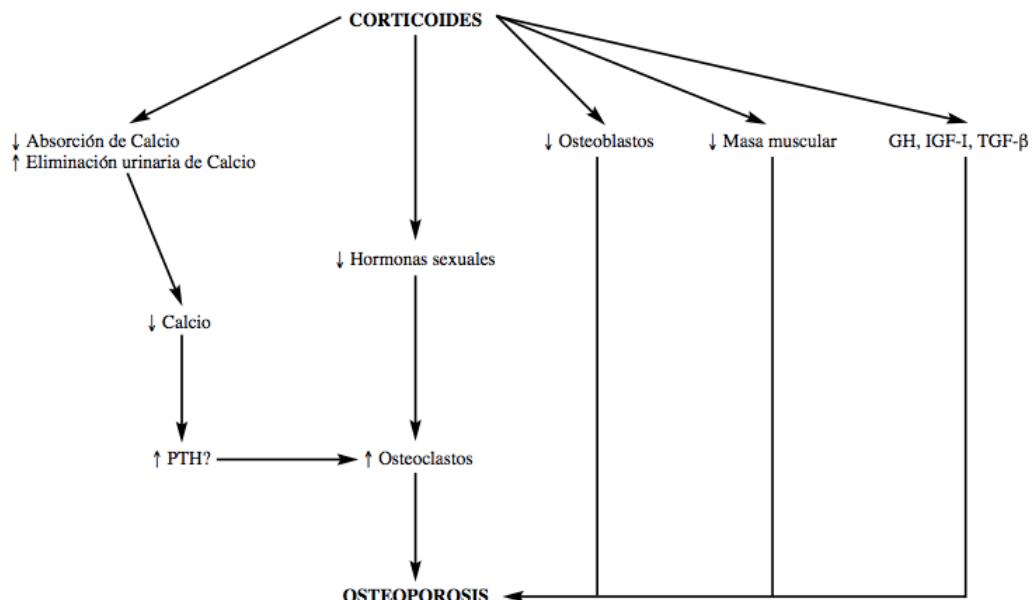 CORTICOIDES
↓ Absorción de Calcio
↑ Eliminación urinaria de Calcio
↓ Osteoblastos
↓ Masa muscular
GH, IGF-I, TGF-β
↓ Hormonas sexuales
↓ Calcio
↑ PTH?
↑ Osteoclastos
OSTEOPOROSIS